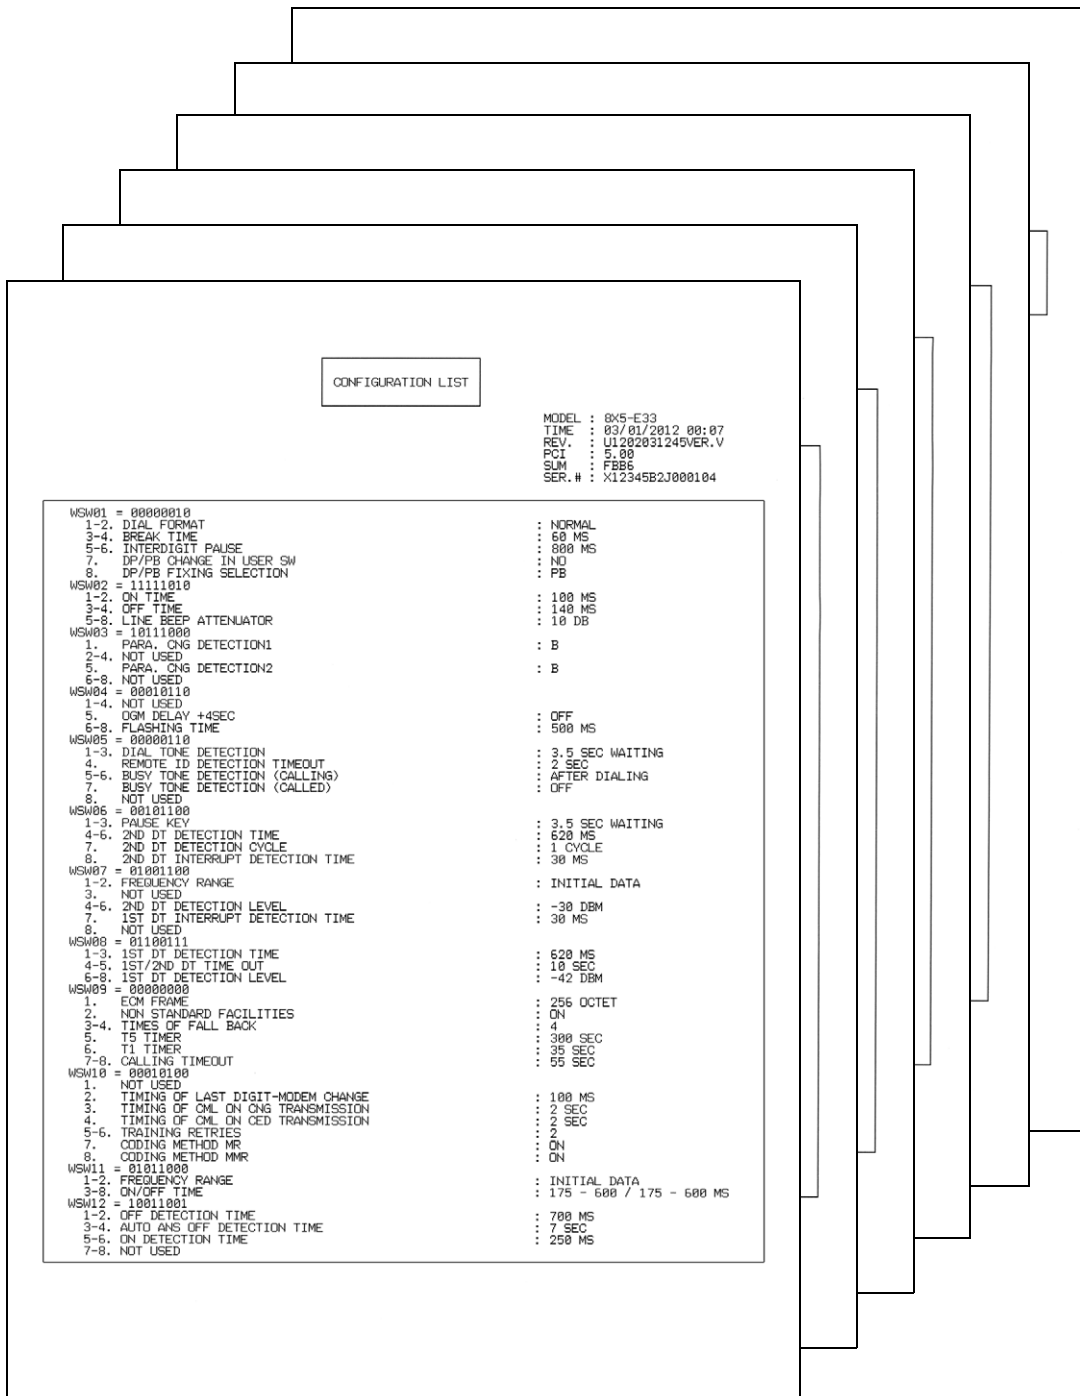 CONFIGURATION LIST
MODEL : 8X5-E33
TIME : 03/01/2012 00:07
REV. : U1202031245VER.V
PCI : 5.00
SUM : FBB6
SER.# : X12345B2J000104
WSW01 = 00000010
1-2. DIAL FORMAT : NORMAL
3-4. BREAK TIME : 60 MS
5-6. INTERDIGIT PAUSE : 800 MS
7. DP/PB CHANGE IN USER SW : NO
8. DP/PB FIXING SELECTION : PB
WSW02 = 11111010
1-2. ON TIME : 100 MS
3-4. OFF TIME : 140 MS
5-8. LINE BEEP ATTENUATOR : 10 DB
WSW03 = 10111000
1. PARA. CNG DETECTION1 : B
2-4. NOT USED
5. PARA. CNG DETECTION2 : B
6-8. NOT USED
WSW04 = 00010110
1-4. NOT USED
5. OGM DELAY +4SEC : OFF
6-8. FLASHING TIME : 500 MS
WSW05 = 00000110
1-3. DIAL TONE DETECTION : 3.5 SEC WAITING
4. REMOTE ID DETECTION TIMEOUT : 2 SEC
5-6. BUSY TONE DETECTION (CALLING) : AFTER DIALING
7. BUSY TONE DETECTION (CALLED) : OFF
8. NOT USED
WSW06 = 00101100
1-3. PAUSE KEY : 3.5 SEC WAITING
4-6. 2ND DT DETECTION TIME : 620 MS
7. 2ND DT DETECTION CYCLE : 1 CYCLE
8. 2ND DT INTERRUPT DETECTION TIME : 30 MS
WSW07 = 01001100
1-2. FREQUENCY RANGE : INITIAL DATA
3. NOT USED
4-6. 2ND DT DETECTION LEVEL : -30 DBM
7. 1ST DT INTERRUPT DETECTION TIME : 30 MS
8. NOT USED
WSW08 = 01100111
1-3. 1ST DT DETECTION TIME : 620 MS
4-5. 1ST/2ND DT TIME OUT : 10 SEC
6-8. 1ST DT DETECTION LEVEL : -42 DBM
WSW09 = 00000000
1. ECM FRAME : 256 OCTET
2. NON STANDARD FACILITIES : ON
3-4. TIMES OF FALL BACK : 4
5. T5 TIMER : 300 SEC
6. T1 TIMER : 35 SEC
7-8. CALLING TIMEOUT : 55 SEC
WSW10 = 00010100
1. NOT USED
2. TIMING OF LAST DIGIT-MODEM CHANGE : 100 MS
3. TIMING OF CML ON CNG TRANSMISSION : 2 SEC
4. TIMING OF CML ON CED TRANSMISSION : 2 SEC
5-6. TRAINING RETRIES : 2
7. CODING METHOD MR : ON
8. CODING METHOD MMR : ON
WSW11 = 01011000
1-2. FREQUENCY RANGE : INITIAL DATA
3-8. ON/OFF TIME : 175 - 600 / 175 - 600 MS
WSW12 = 10011001
1-2. OFF DETECTION TIME : 700 MS
3-4. AUTO ANS OFF DETECTION TIME : 7 SEC
5-6. ON DETECTION TIME : 250 MS
7-8. NOT USED